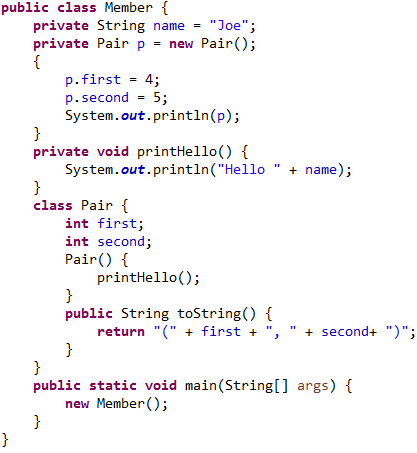 public class Member {
    private String name = "Joe";
    private Pair p = new Pair();
    {
        p.first = 4;
        p.second = 5;
        System.out.println(p);
    }
    private void printHello() {
        System.out.println("Hello " + name);
    }
    class Pair {
        int first;
        int second;
        Pair() {
            printHello();
        }
        public String toString() {
            return "(" + first + ", " + second+ ")";
        }
    }
    public static void main(String[] args) {
        new Member();
    }
}